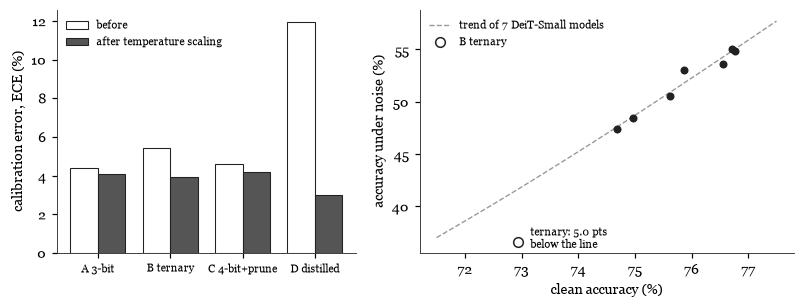 before
after temperature scaling
calibration error, ECE (%)
12
10
8
6
4
2
0
A 3-bit
B ternary
C 4-bit+prune
D distilled
trend of 7 DeiT-Small models
B ternary
accuracy under noise (%)
55
50
45
40
ternary: 5.0 pts
below the line
72
73
74
75
76
77
clean accuracy (%)